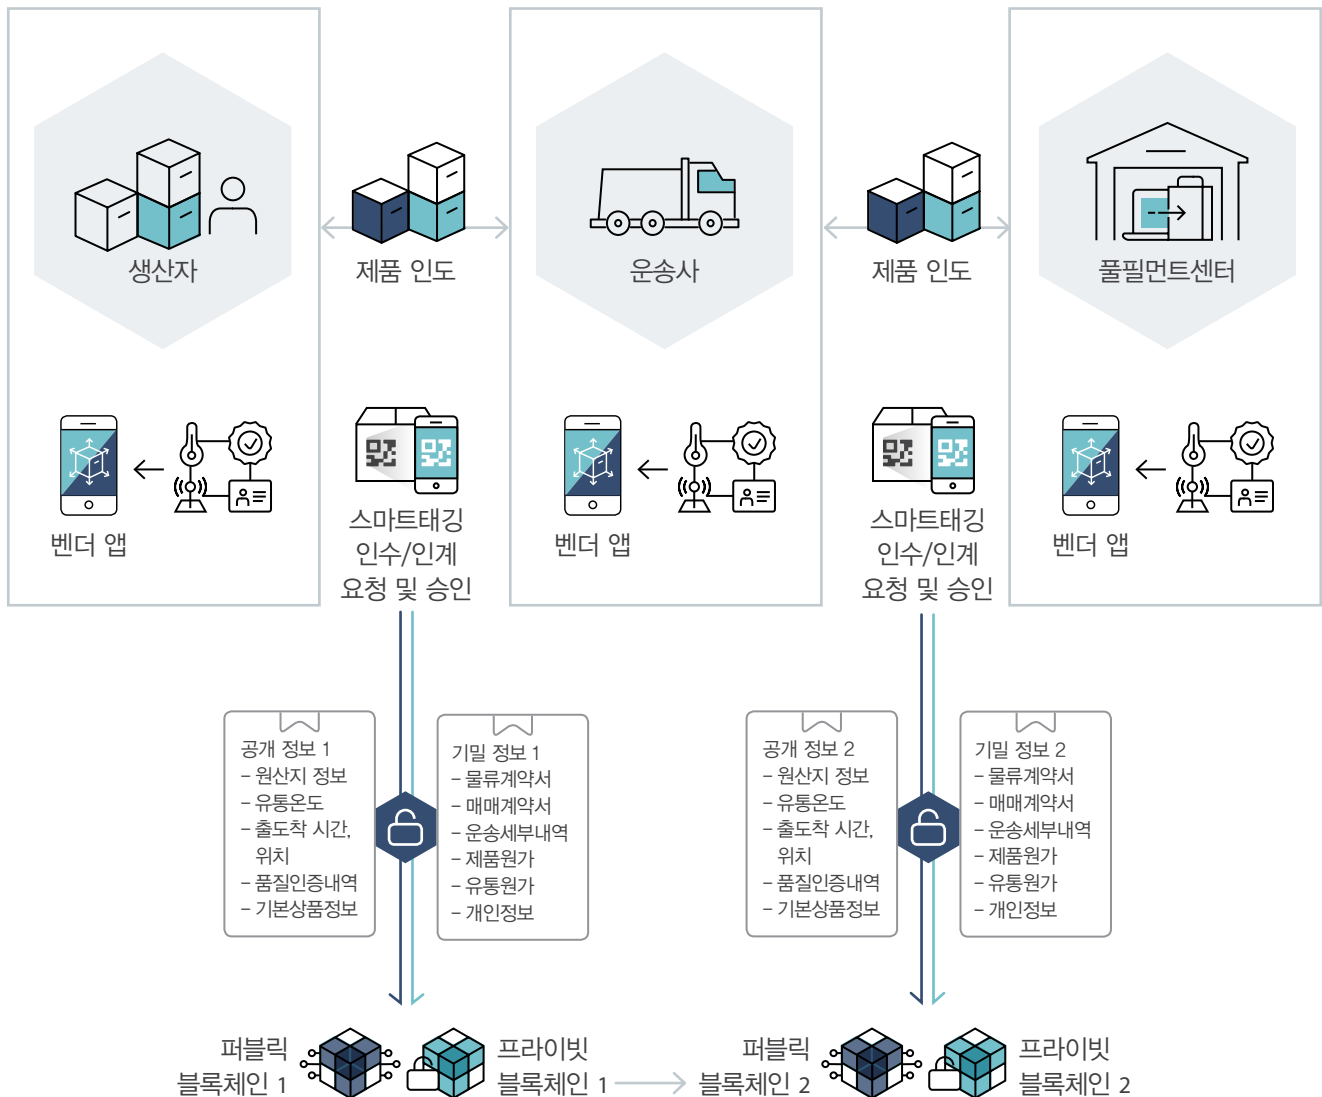 생산자
제품 인도
운송사
제품 인도
풀필먼트센터
벤더 앱
스마트태깅
인수/인계
요청 및 승인
벤더 앱
스마트태깅
인수/인계
요청 및 승인
벤더 앱
공개 정보 1
- 원산지 정보
- 유통온도
- 출도착 시간,
위치
- 품질인증내역
- 기본상품정보
기밀 정보 1
- 물류계약서
- 매매계약서
- 운송세부내역
- 제품원가
- 유통원가
- 개인정보
공개 정보 2
- 원산지 정보
- 유통온도
- 출도착 시간,
위치
- 품질인증내역
- 기본상품정보
기밀 정보 2
- 물류계약서
- 매매계약서
- 운송세부내역
- 제품원가
- 유통원가
- 개인정보
퍼블릭
블록체인 1
프라이빗
블록체인 1
퍼블릭
블록체인 2
프라이빗
블록체인 2